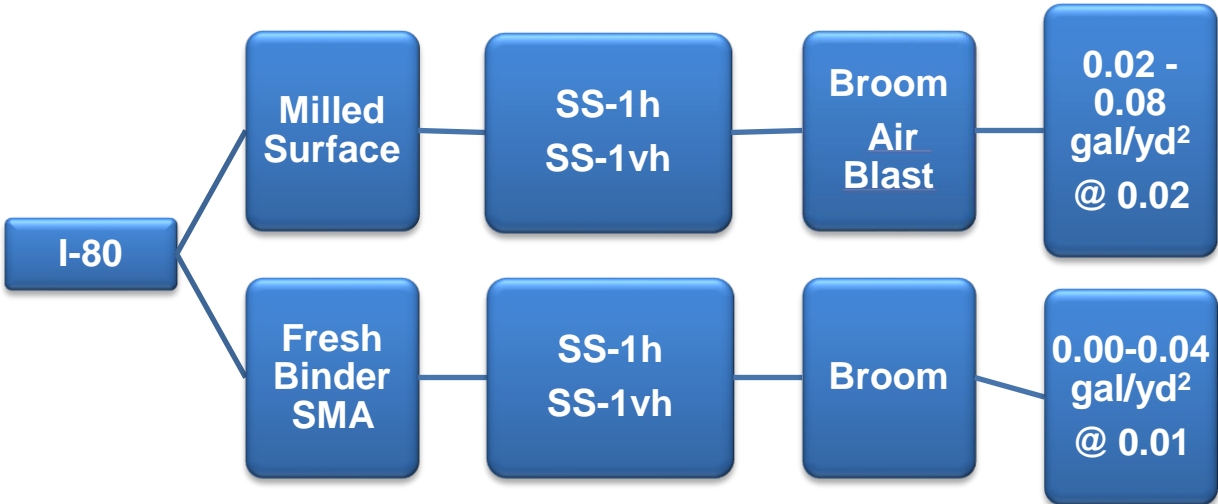 I-80
Milled
Surface
SS-1h
SS-1vh
Broom
Air
Blast
0.02 -
0.08
gal/yd²
@ 0.02
Fresh
Binder
SMA
SS-1h
SS-1vh
Broom
0.00-0.04
gal/yd²
@ 0.01